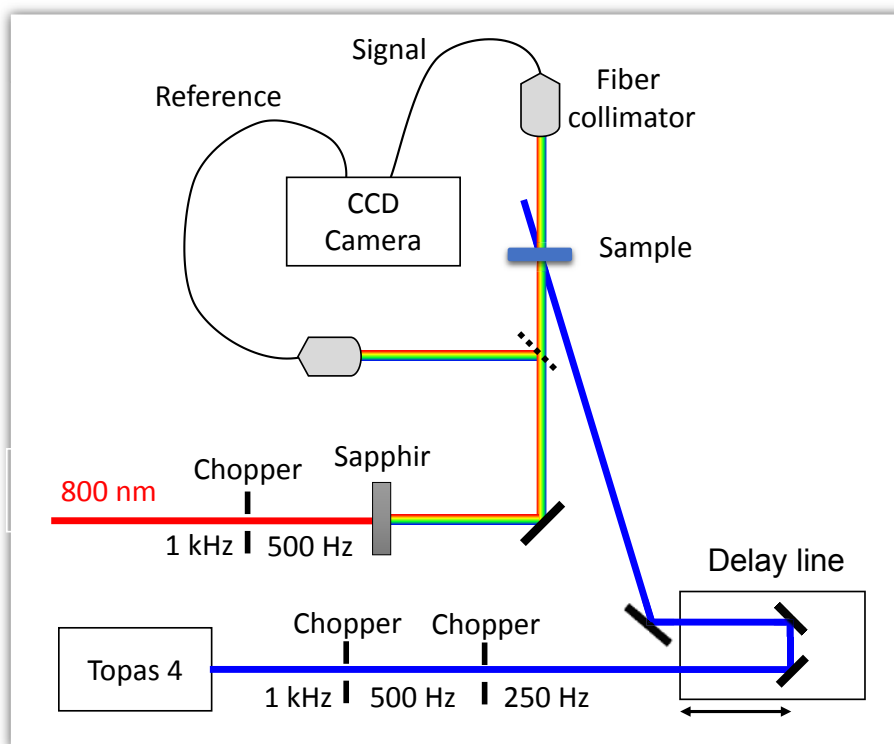 Signal
Reference
Fiber
collimator
CCD
Camera
Sample
Chopper
Sapphir
800 nm
1 kHz
500 Hz
Delay line
Chopper
Chopper
Topas 4
1 kHz
500 Hz
250 Hz